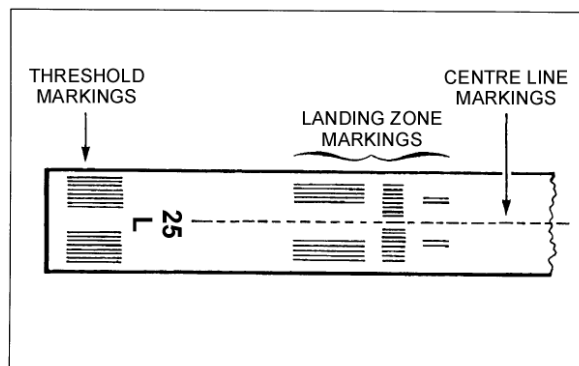 THRESHOLD
MARKINGS
LANDING ZONE
MARKINGS
CENTRE LINE
MARKINGS
25
L